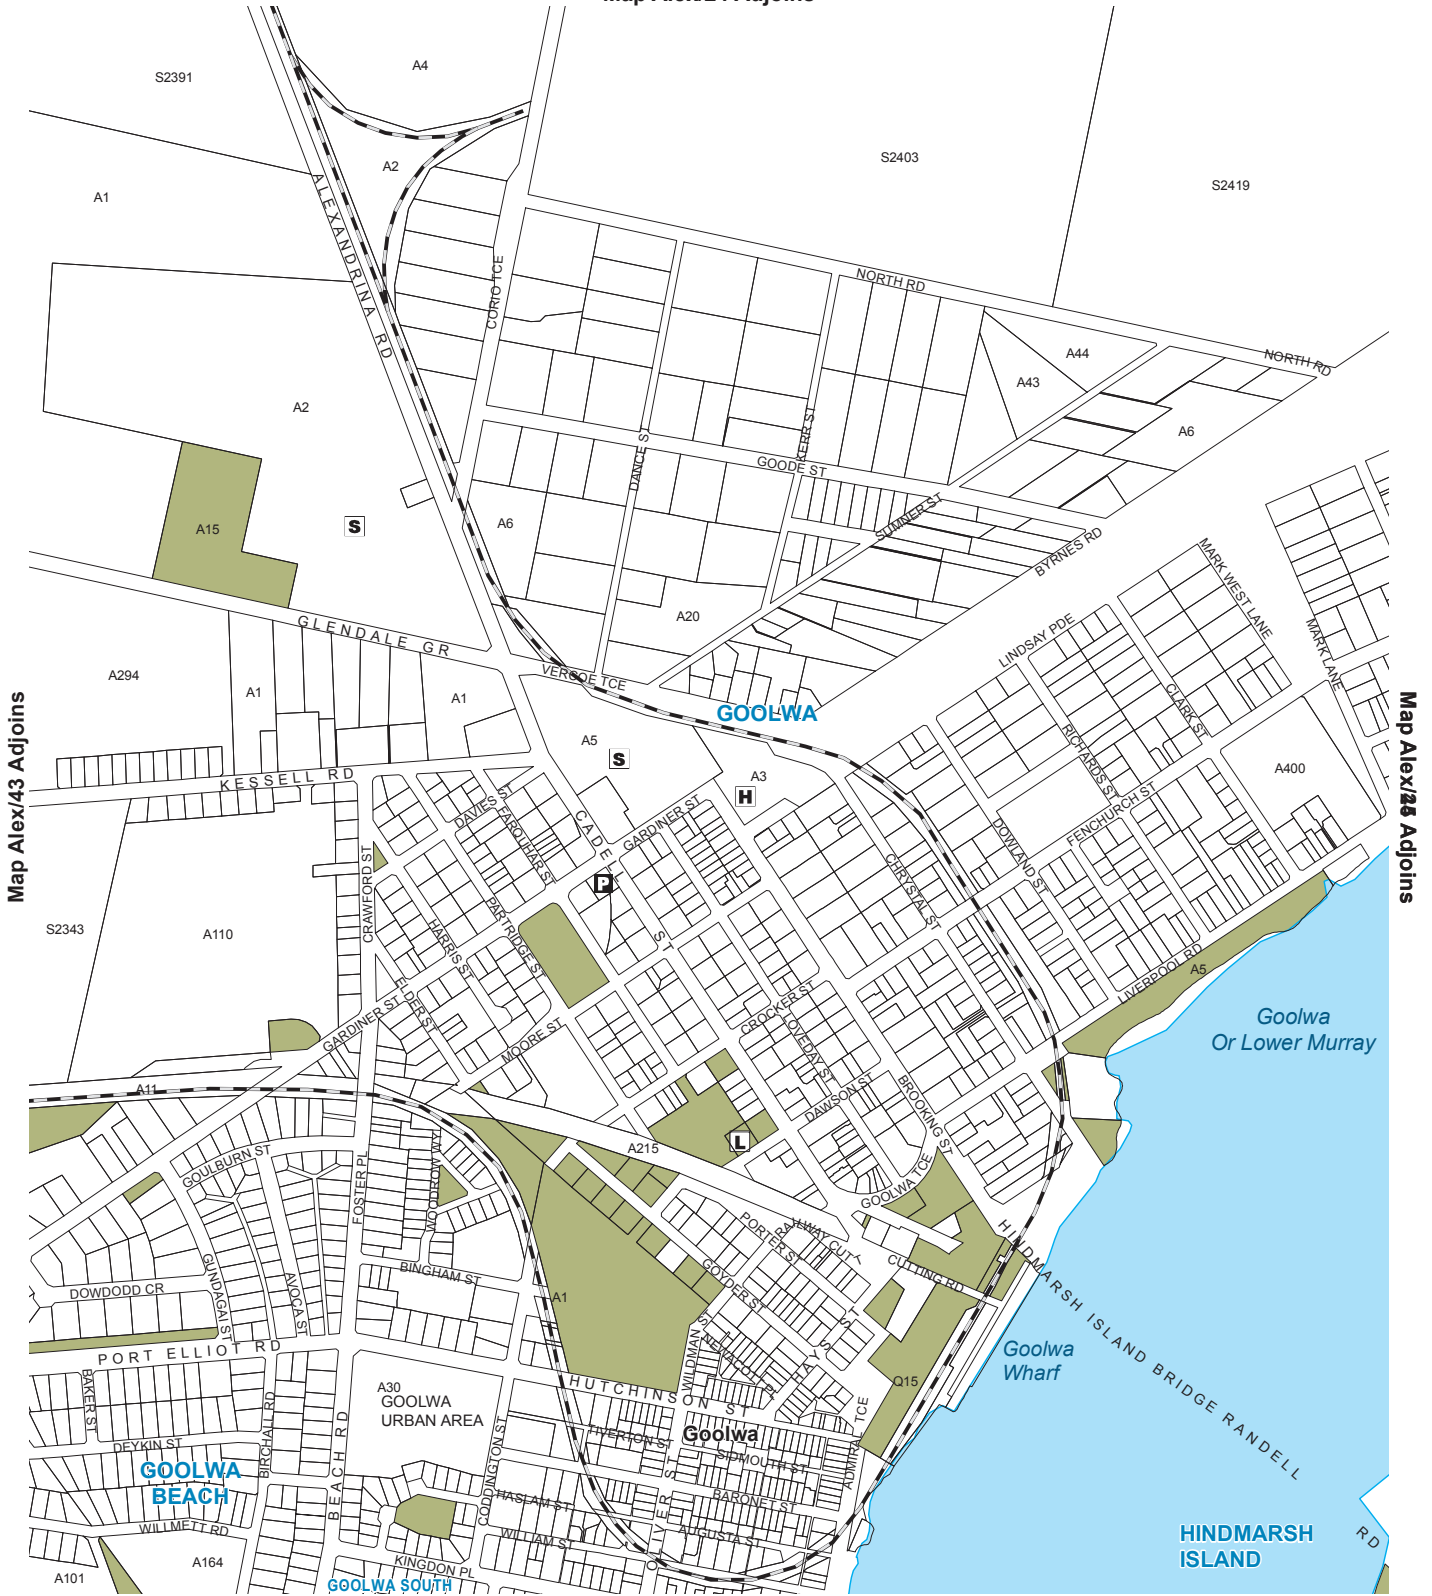 S2391
A4
S2403
S2419
A1
A2
ALEXANDRINA RD
CORIO TCE
NORTH RD
NORTH RD
A44
A43
A6
A2
KERR ST
DANCE ST
GOODE ST
SUMNER ST
BYRNES RD
A15
S
A6
A20
MARK WEST LANE
MARK LANE
LINDSAY PDE
GLENDALE GR
VERCOE TCE
A294
A1
A1
GOOLWA
CLARK ST
RICHARDS ST
A5
S
A3
H
A400
Map Alex/43 Adjoins
KESSELL RD
DAVIES ST
FARQUHAR ST
CADELL ST
GARDINER ST
FENCHURCH ST
DOWLAND ST
CHRYSTAL ST
P
CRAWFORD ST
PARTRIDGE ST
HARRIS ST
S2343
A110
LIVERPOOL RD
A5
ELDER ST
GARDINER ST
MOORE ST
CROCKER ST
LOVEDAY ST
Goolwa
Or Lower Murray
A11
DAWSON ST
BROOKING ST
L
A215
GOULBURN ST
FOSTER PL
WOODROW WY
GOOLWA TCE
PORTER ST
RAILWAY CUTT
CUTTING RD
HINDMARSH ISLAND BRIDGE RANDELL
RD
BINGHAM ST
GOYDER ST
DOWDODD CR
GUNDAGAI ST
AVOCA ST
A1
PORT ELLIOT RD
WILDMAN ST
NEWACOTT PL
HAYS ST
Goolwa
Wharf
BAKER ST
A30
GOOLWA
URBAN AREA
HUTCHINSON ST
Q15
BIRCHALL RD
BEACH RD
CODDINGTON ST
TIVERTON ST
Goolwa
SIDMOUTH ST
ADMIRAL TCE
DEYKIN ST
GOOLWA
BEACH
HASLAM ST
OLIVER ST
BARONET ST
WILLMETT RD
WILLIAM ST
AUGUSTA ST
HINDMARSH
ISLAND
A164
A101
KINGDON PL
GOOLWA SOUTH